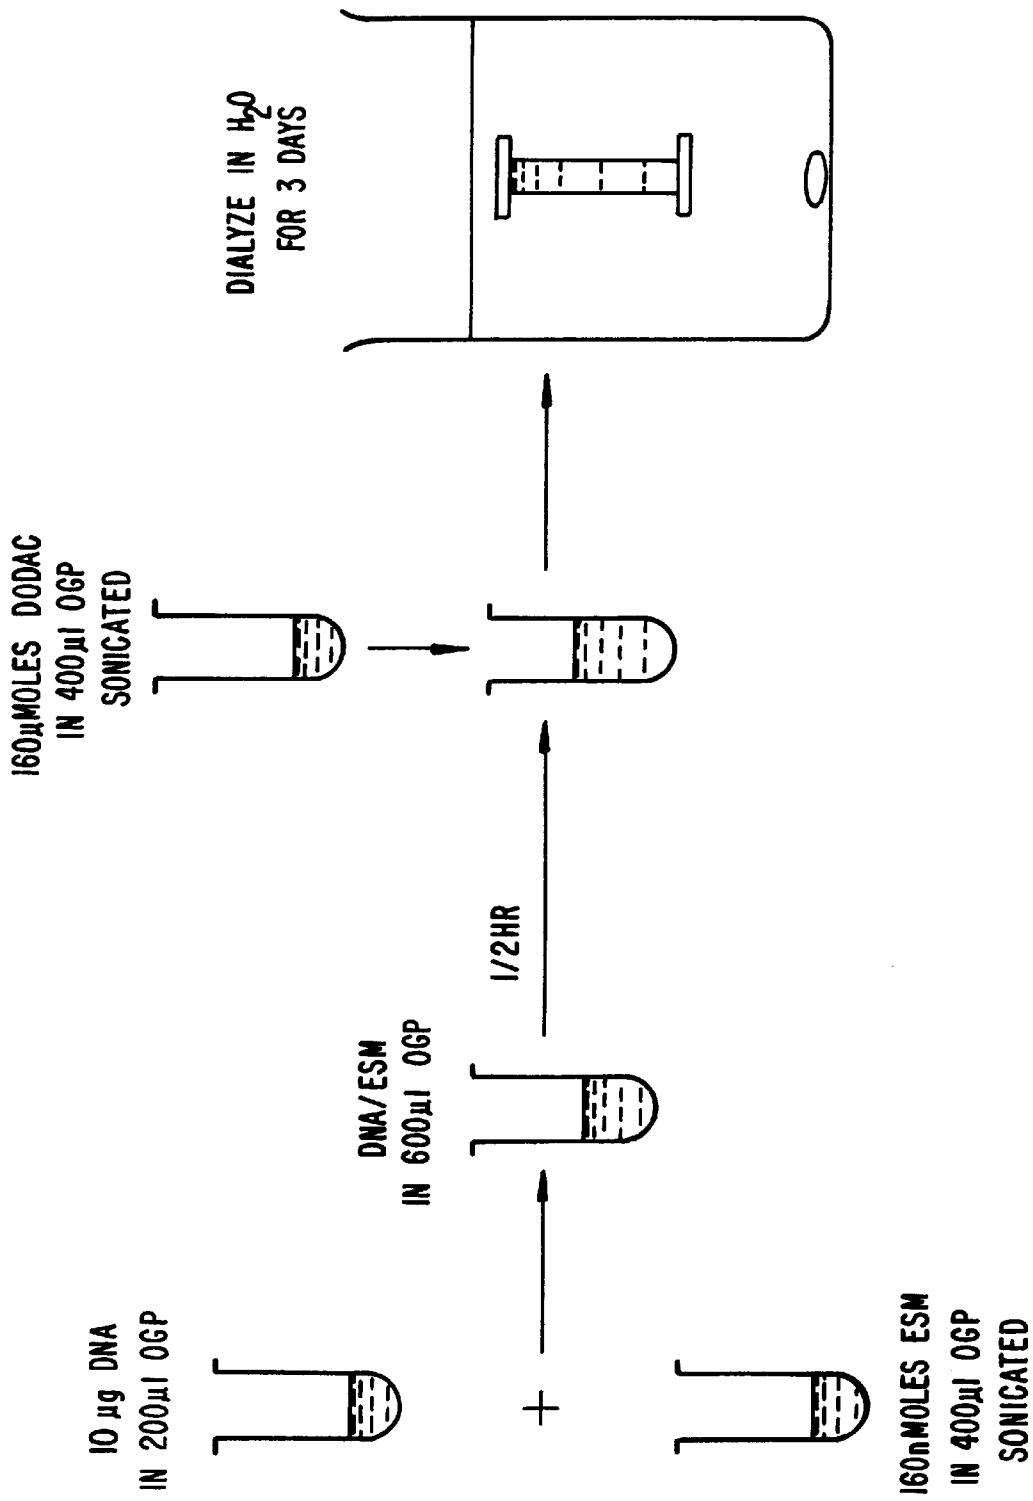 10 µg DNA
IN 200µl OGP
+
160nMOLES ESM
IN 400µl OGP
SONICATED
DNA/ESM
IN 600µl OGP
1/2HR
160µMOLES DODAC
IN 400µl OGP
SONICATED
DIALYZE IN H2O
FOR 3 DAYS